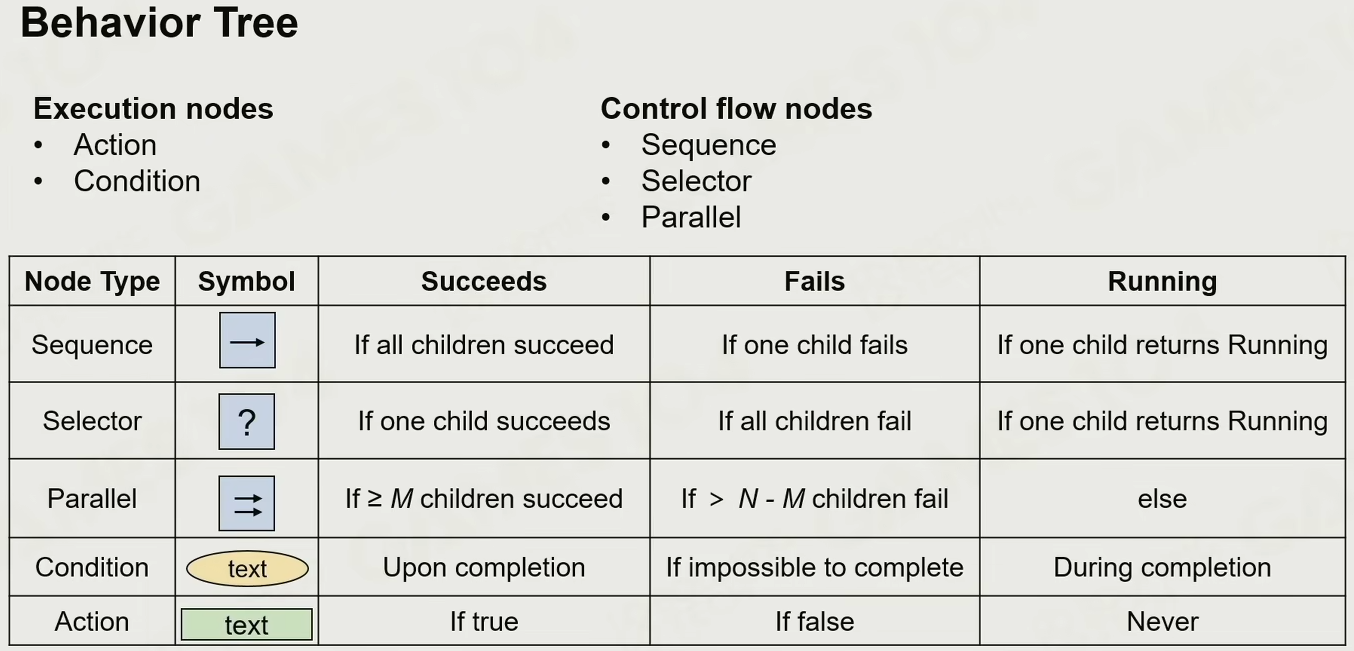 Behavior Tree
Execution nodes
• Action
• Condition
Control flow nodes
• Sequence
• Selector
• Parallel
Node Type Symbol Succeeds Fails Running
Sequence → If all children succeed If one child fails If one child returns Running
Selector ? If one child succeeds If all children fail If one child returns Running
Parallel ⇉ If ≥ M children succeed If > N - M children fail else
Condition text Upon completion If impossible to complete During completion
Action text If true If false Never